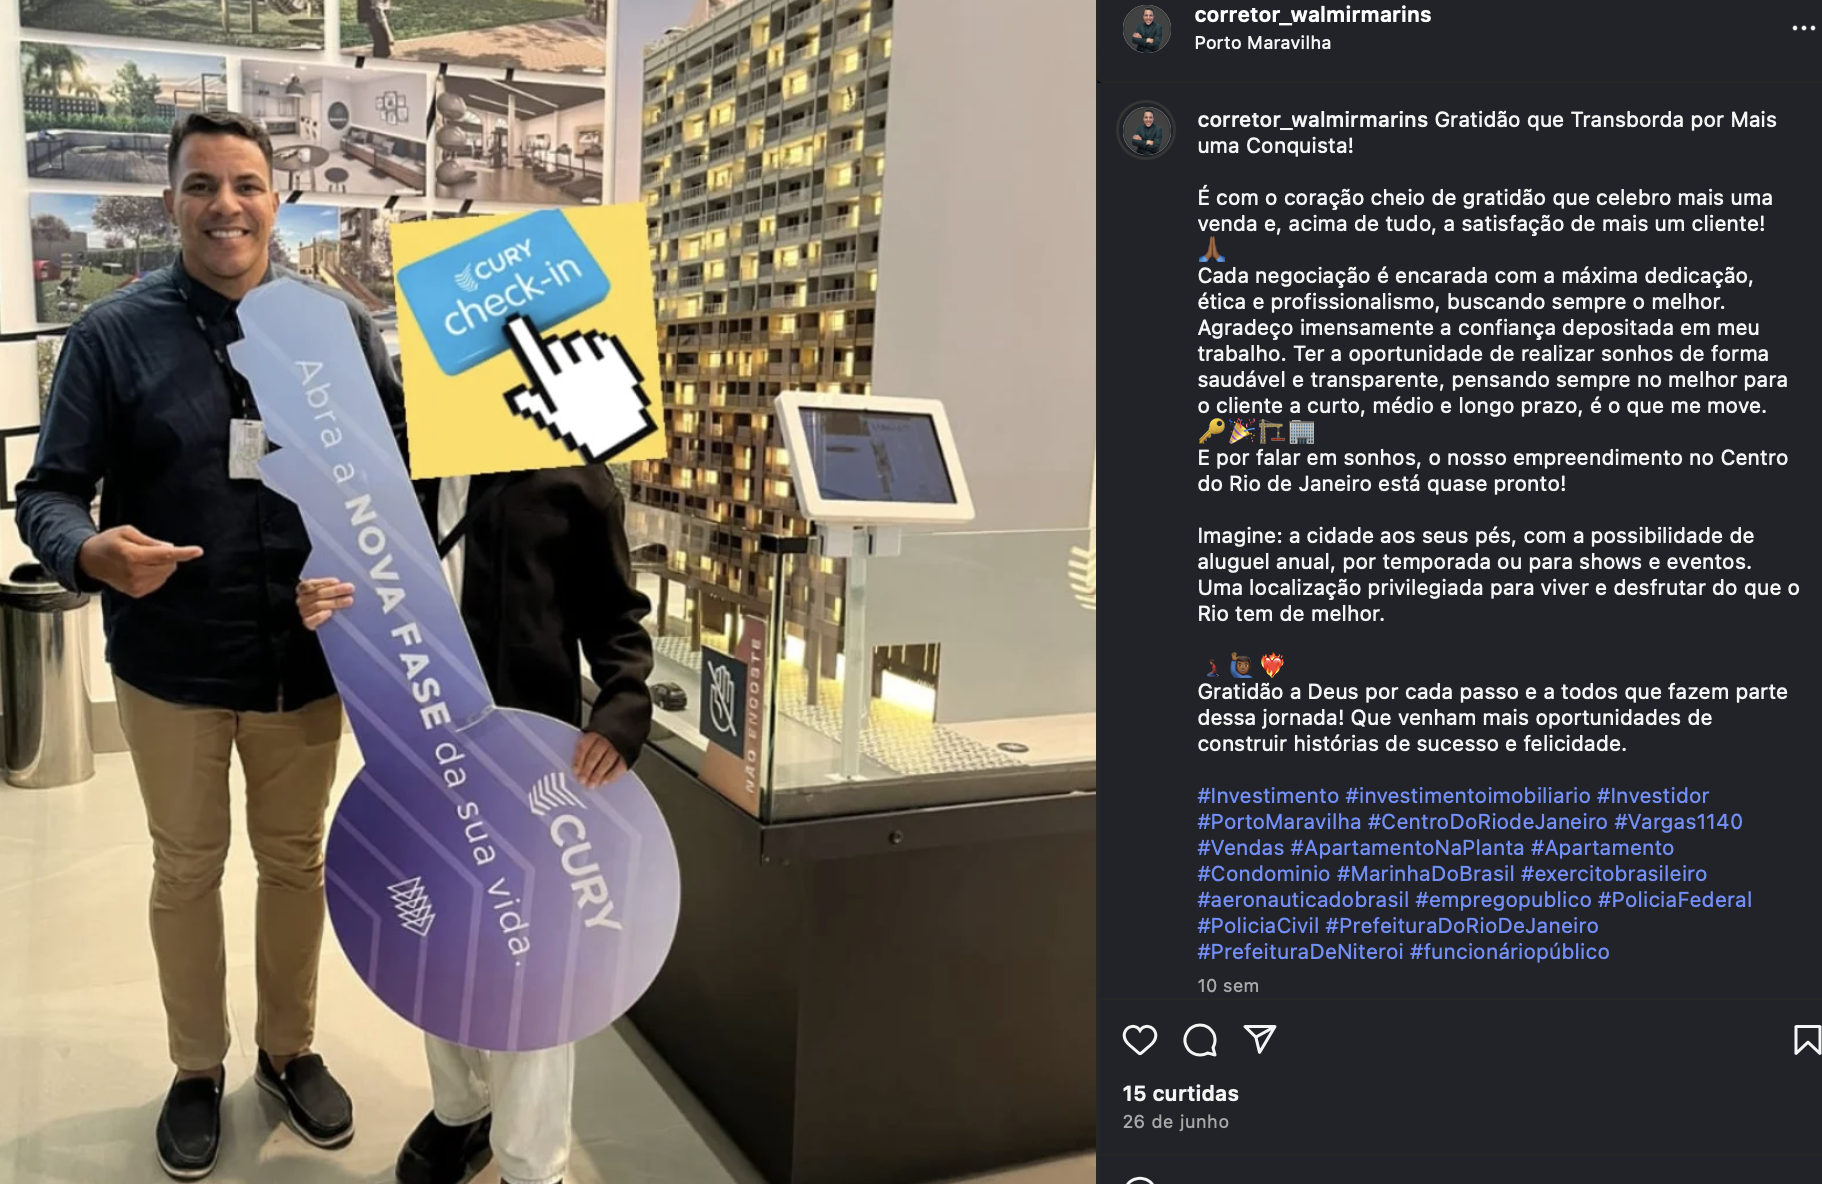 CURY
check-in
Abra a NOVA FASE da sua vida.
CURY
NÃO ENCOSTE
corretor_walmirmarins
Porto Maravilha
corretor_walmirmarins Gratidão que Transborda por Mais
uma Conquista!
É com o coração cheio de gratidão que celebro mais uma
venda e, acima de tudo, a satisfação de mais um cliente!
🙏🏾
Cada negociação é encarada com a máxima dedicação,
ética e profissionalismo, buscando sempre o melhor.
Agradeço imensamente a confiança depositada em meu
trabalho. Ter a oportunidade de realizar sonhos de forma
saudável e transparente, pensando sempre no melhor para
o cliente a curto, médio e longo prazo, é o que me move.
🔑🎉🏗️🏢
E por falar em sonhos, o nosso empreendimento no Centro
do Rio de Janeiro está quase pronto!
Imagine: a cidade aos seus pés, com a possibilidade de
aluguel anual, por temporada ou para shows e eventos.
Uma localização privilegiada para viver e desfrutar do que o
Rio tem de melhor.
Gratidão a Deus por cada passo e a todos que fazem parte
dessa jornada! Que venham mais oportunidades de
construir histórias de sucesso e felicidade.
#Investimento #investimentoimobiliario #Investidor
#PortoMaravilha #CentroDoRiodeJaneiro #Vargas1140
#Vendas #ApartamentoNaPlanta #Apartamento
#Condominio #MarinhaDoBrasil #exercitobrasileiro
#aeronauticadobrasil #empregopublico #PoliciaFederal
#PoliciaCivil #PrefeituraDoRioDeJaneiro
#PrefeituraDeNiteroi #funcionáriopúblico
10 sem
15 curtidas
26 de junho